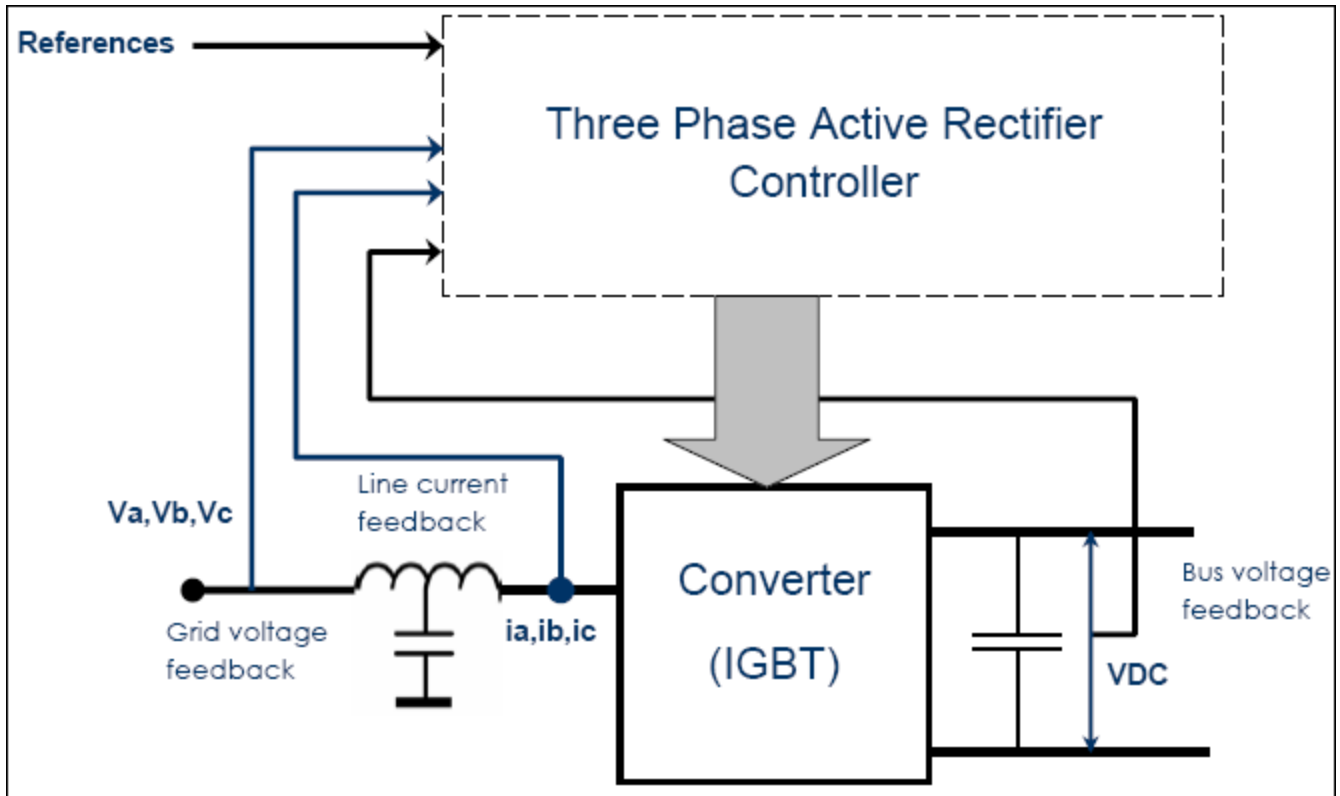 References
Three Phase Active Rectifier
Controller
Line current
feedback
Va,Vb,Vc
Grid voltage
feedback
ia,ib,ic
Converter
(IGBT)
Bus voltage
feedback
VDC